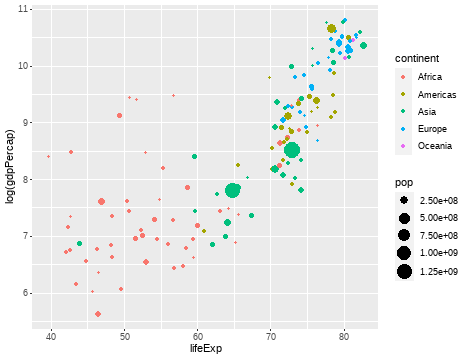 log(gdpPercap)
11
10
9
8
7
6
40
50
60
70
80
lifeExp
continent
Africa
Americas
Asia
Europe
Oceania
pop
2.50e+08
5.00e+08
7.50e+08
1.00e+09
1.25e+09